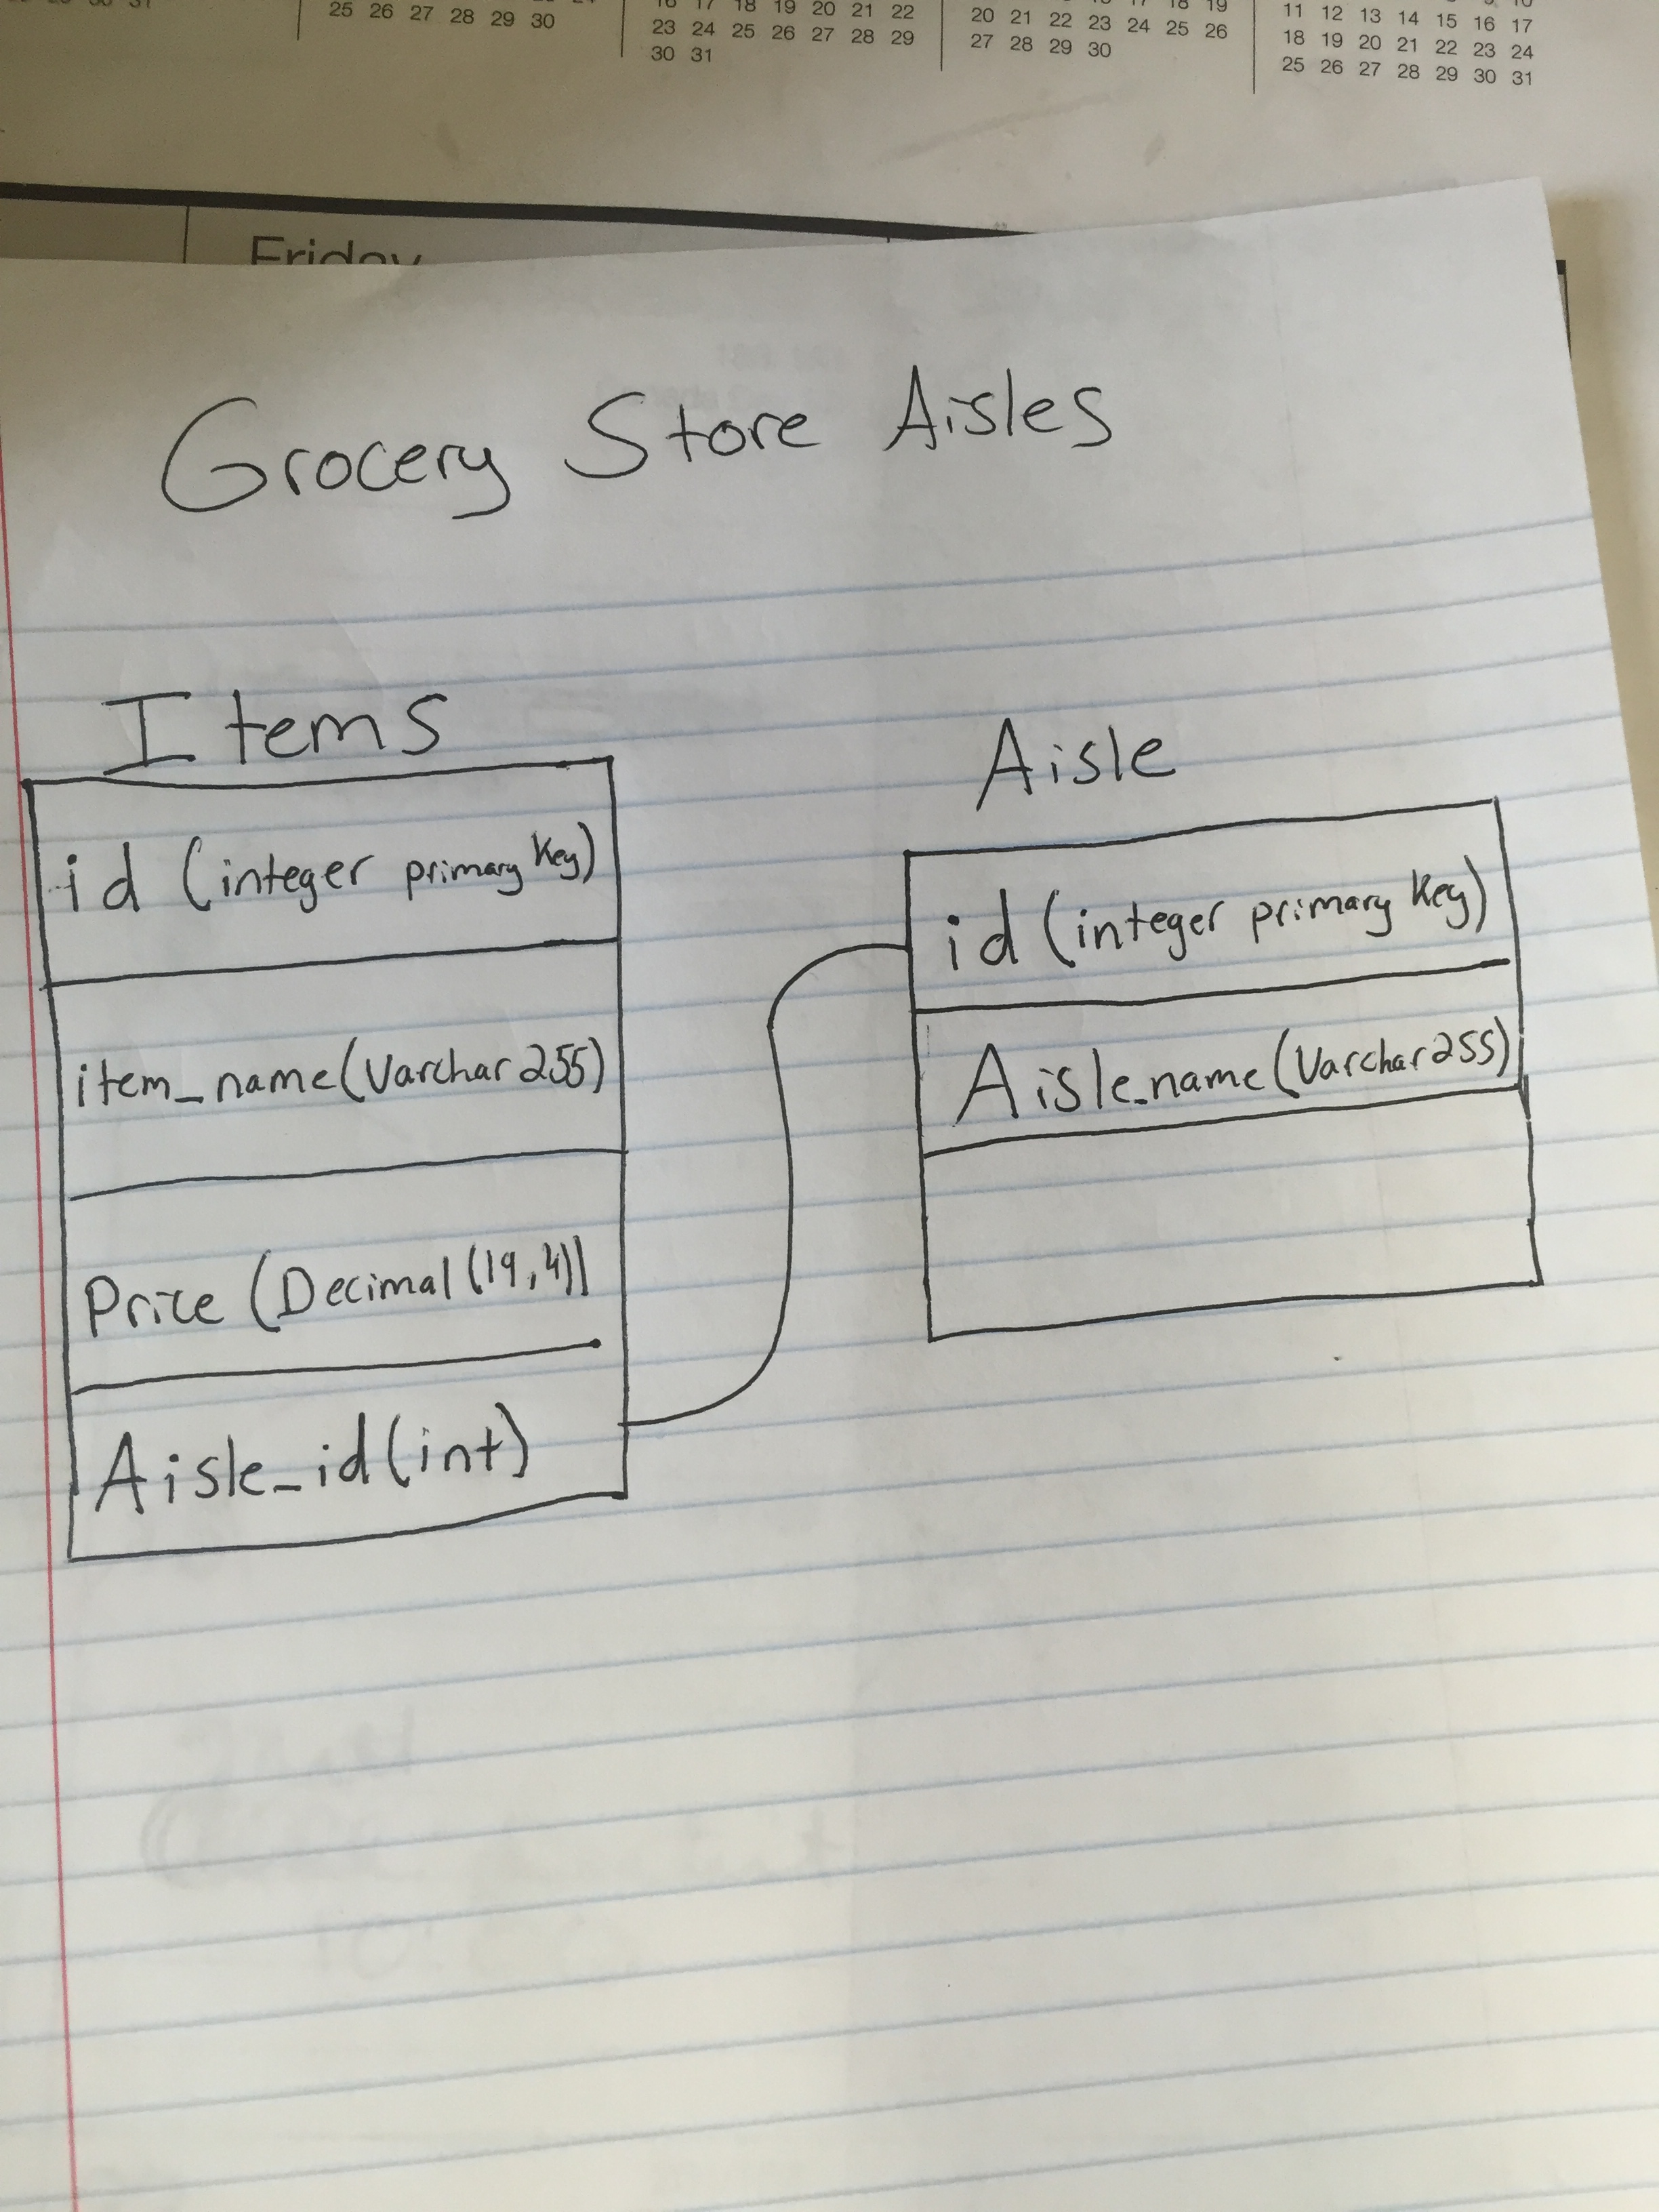 25 26 27 28 29 30
16 17 18 19 20 21 22
23 24 25 26 27 28 29
30 31
17 18 19
20 21 22 23 24 25 26
27 28 29 30
11 12 13 14 15 16 17
18 19 20 21 22 23 24
25 26 27 28 29 30 31
Friday
Grocery Store Aisles
Items
id (integer primary Key)
item_name(Varchar 255)
Price (Decimal (19,4))
Aisle_id(int)
Aisle
id (integer primary Key)
Aisle_name(Varchar255)